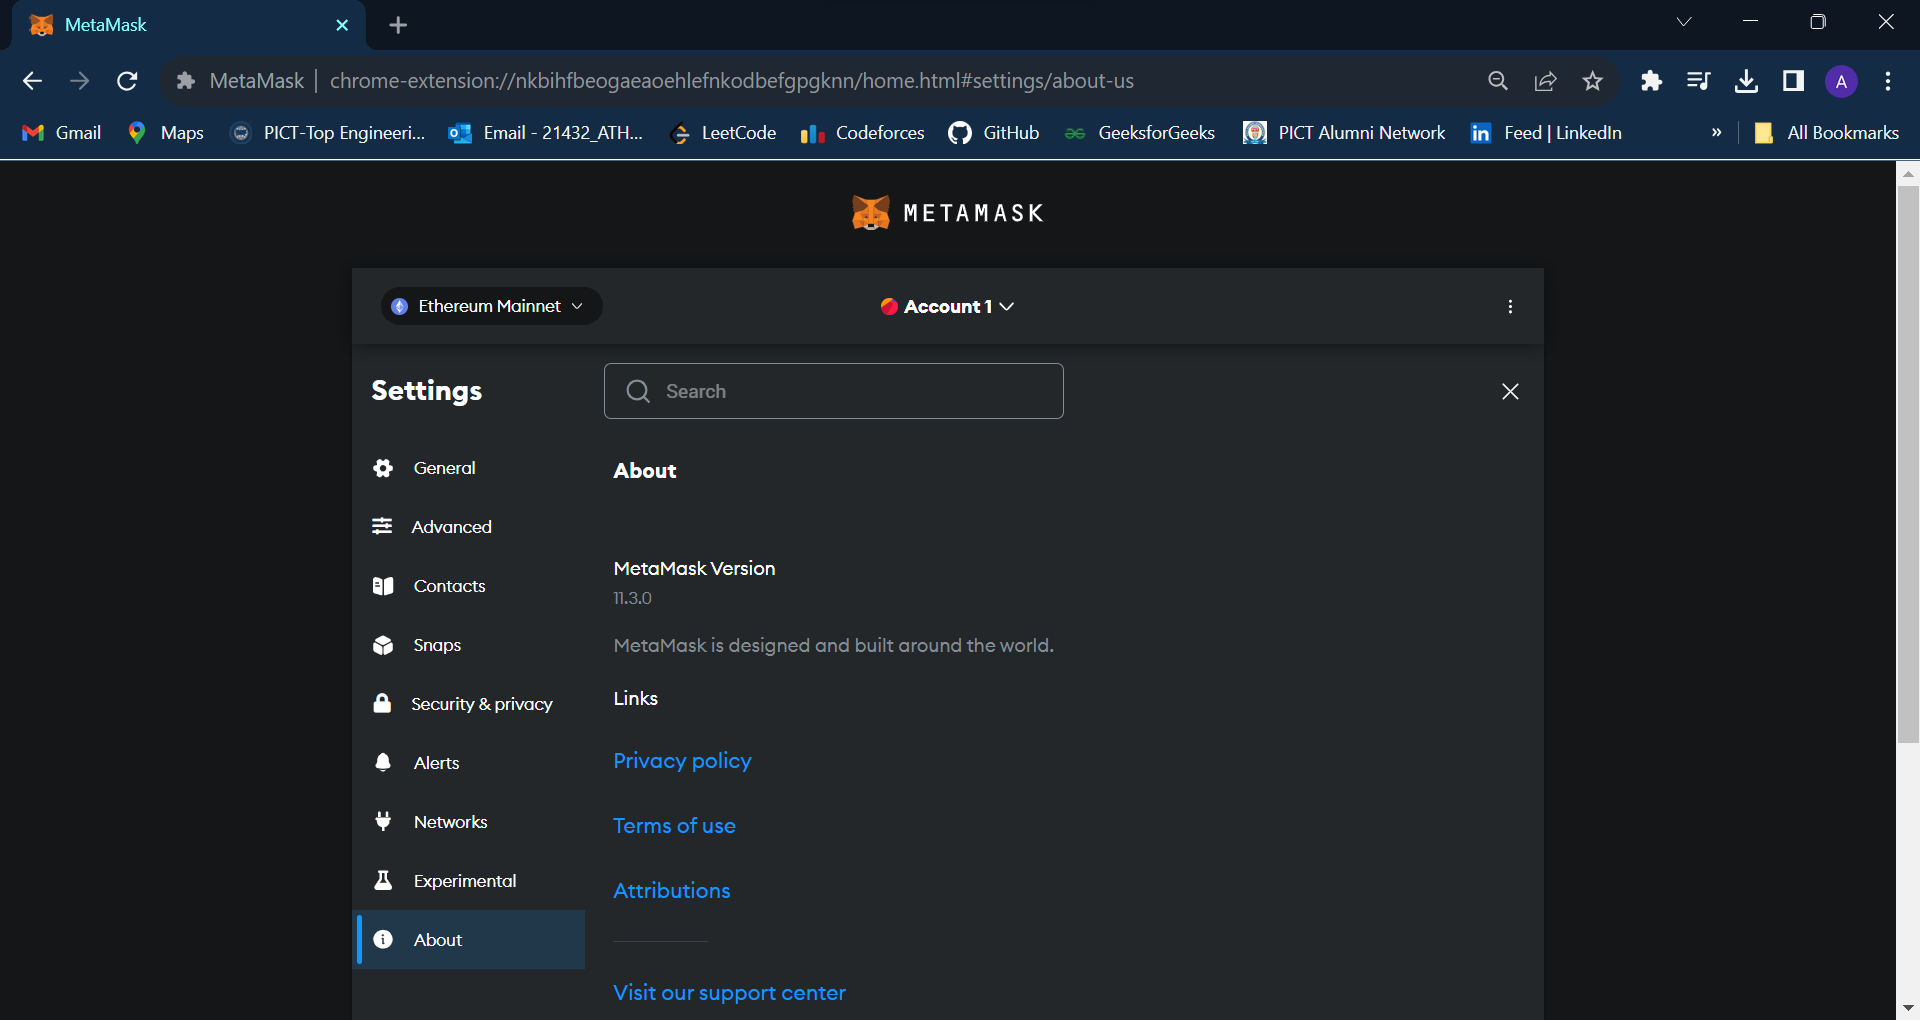 MetaMask
MetaMask | chrome-extension://nkbihfbeogaeaoehlefnkodbefgpgknn/home.html#settings/about-us
A
Gmail Maps PICT-Top Engineeri... Email - 21432_ATH... LeetCode Codeforces GitHub GeeksforGeeks PICT Alumni Network Feed | LinkedIn » All Bookmarks
METAMASK
Ethereum Mainnet Account 1
Settings Search
General
About
Advanced
MetaMask Version
Contacts
11.3.0
Snaps
MetaMask is designed and built around the world.
Security & privacy
Links
Alerts
Privacy policy
Networks
Terms of use
Experimental
Attributions
About
Visit our support center